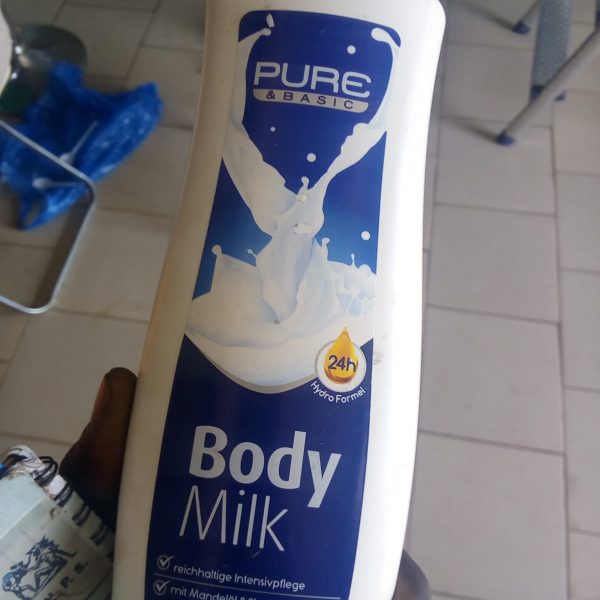 PURE
& BASIC
24h
Hydro Formel
Body
Milk
reichhaltige Intensivpflege
mit Mandelöl &